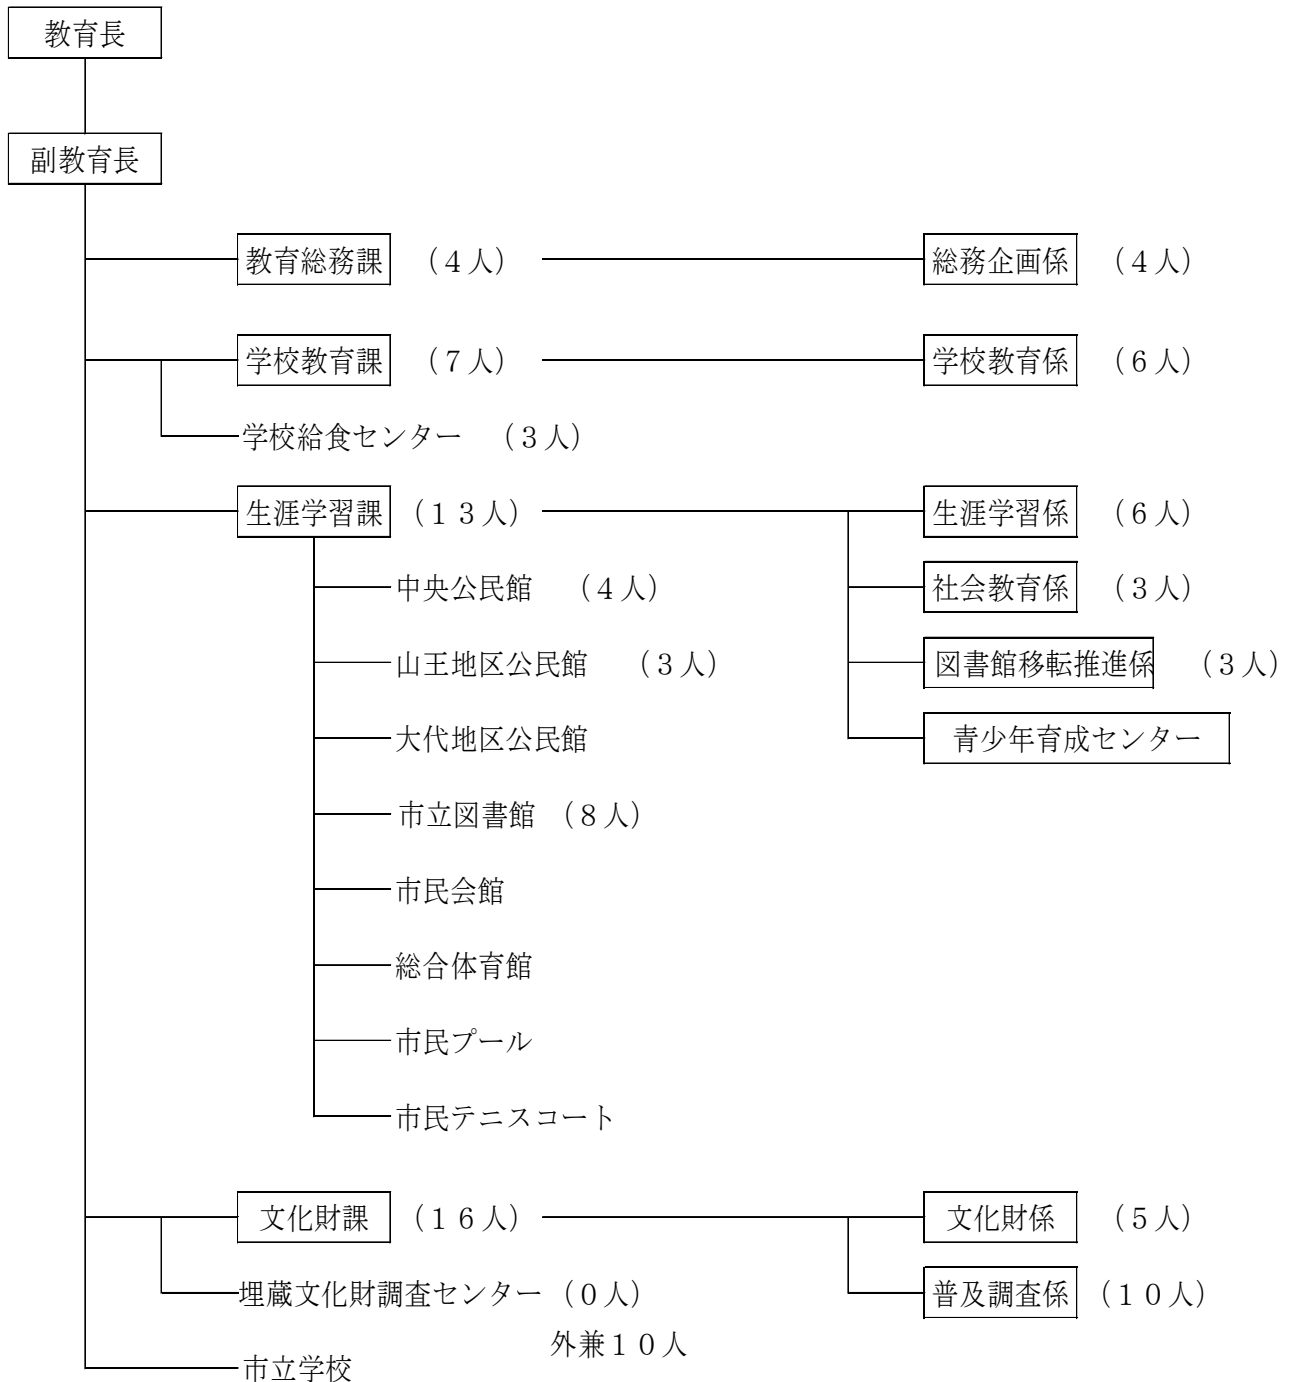 教育長
副教育長
教育総務課 （４人） 総務企画係 （４人）
学校教育課 （７人） 学校教育係 （６人）
学校給食センター （３人）
生涯学習課 （１３人） 生涯学習係 （６人）
中央公民館 （４人） 社会教育係 （３人）
山王地区公民館 （３人） 図書館移転推進係 （３人）
大代地区公民館 青少年育成センター
市立図書館 （８人）
市民会館
総合体育館
市民プール
市民テニスコート
文化財課 （１６人） 文化財係 （５人）
埋蔵文化財調査センター （０人） 普及調査係 （１０人）
外兼１０人
市立学校